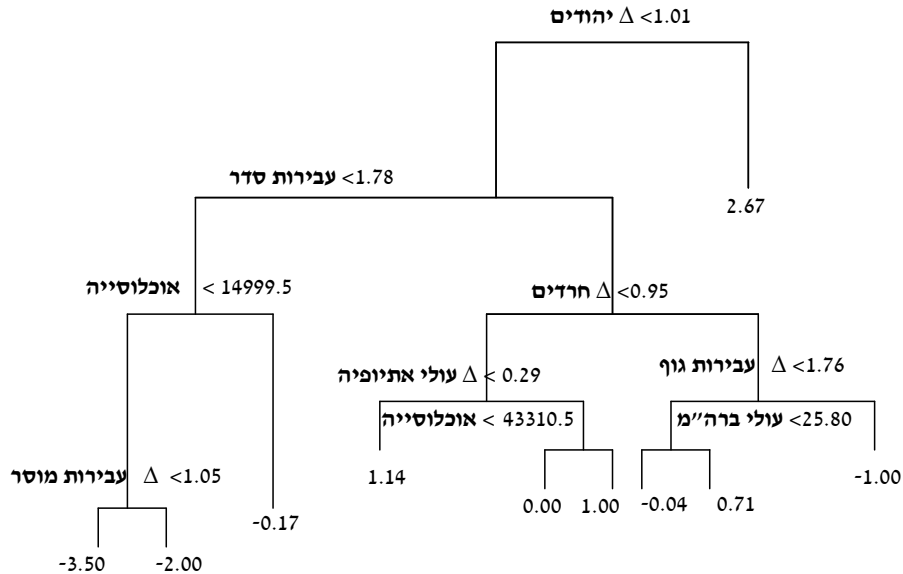 יהודים Δ <1.01
עבירות סדר <1.78
2.67
אוכלוסייה < 14999.5
חרדים Δ <0.95
עולי אתיופיה Δ < 0.29
עבירות גוף Δ <1.76
אוכלוסייה < 43310.5
עולי ברה״מ <25.80
עבירות מוסר Δ <1.05
1.14
-1.00
0.00 1.00
-0.04 0.71
-0.17
-3.50 -2.00